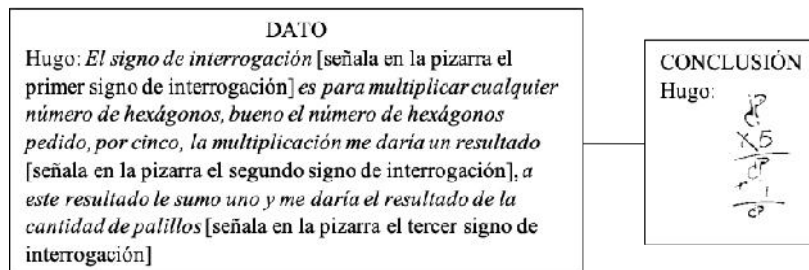 DATO
Hugo: El signo de interrogación [señala en la pizarra el
primer signo de interrogación] es para multiplicar cualquier
número de hexágonos, bueno el número de hexágonos
pedido, por cinco, la multiplicación me daría un resultado
[señala en la pizarra el segundo signo de interrogación], a
este resultado le sumo uno y me daría el resultado de la
cantidad de palillos [señala en la pizarra el tercer signo de
interrogación]
CONCLUSIÓN
Hugo:
¿?
X5
¿?
+ 1
¿?